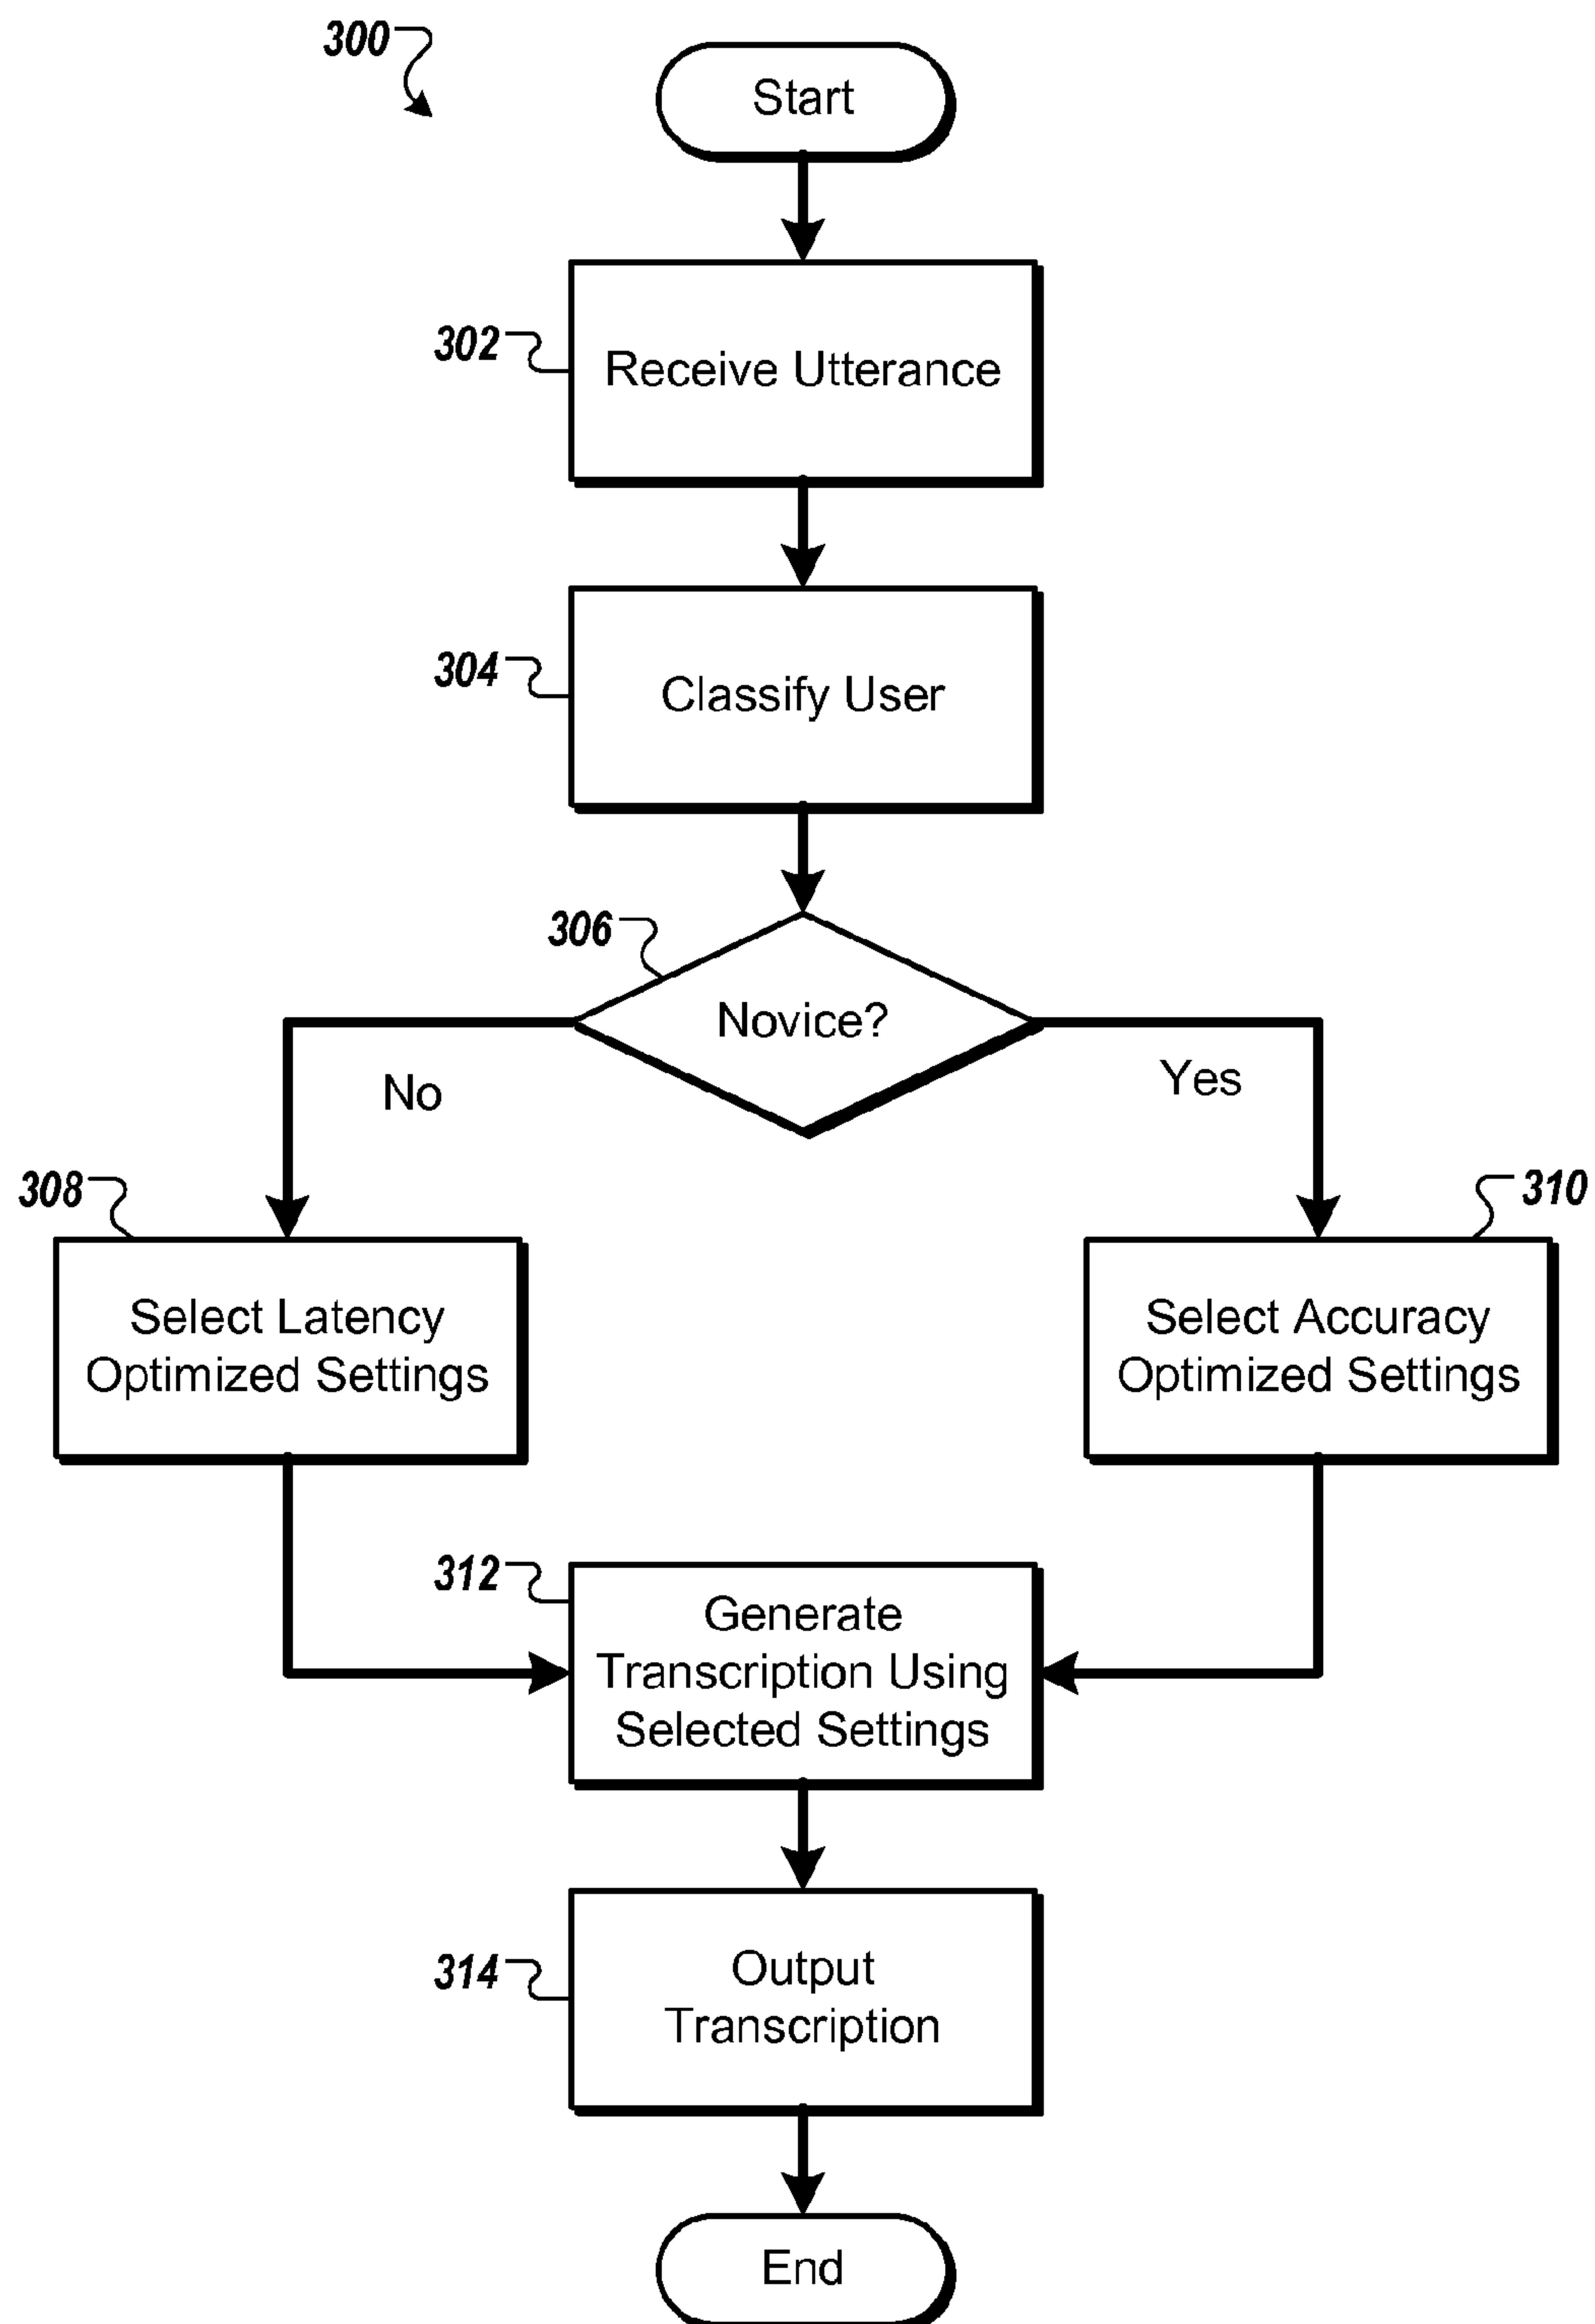 300
Start
302
Receive Utterance
304
Classify User
306
Novice?
No
Yes
308
Select Latency
Optimized Settings
310
Select Accuracy
Optimized Settings
312
Generate
Transcription Using
Selected Settings
314
Output
Transcription
End